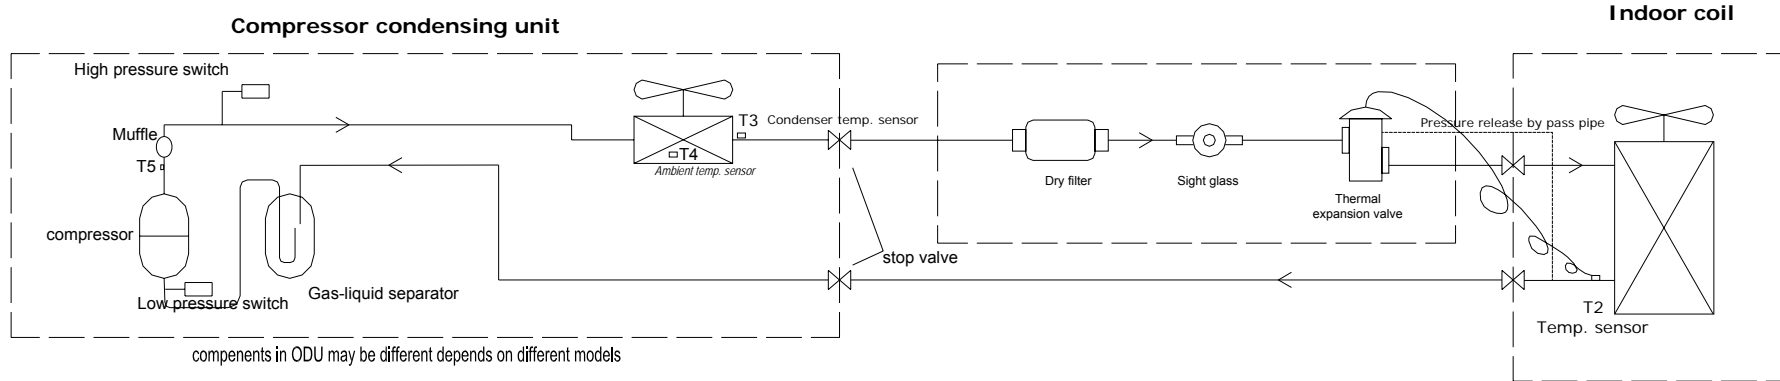 Compressor condensing unit
Indoor coil
High pressure switch
Muffle
T5
T3
Condenser temp. sensor
T4
Ambient temp. sensor
Pressure release by pass pipe
Dry filter
Sight glass
Thermal
expansion valve
compressor
stop valve
Low pressure switch
Gas-liquid separator
T2
Temp. sensor
compenents in ODU may be different depends on different models